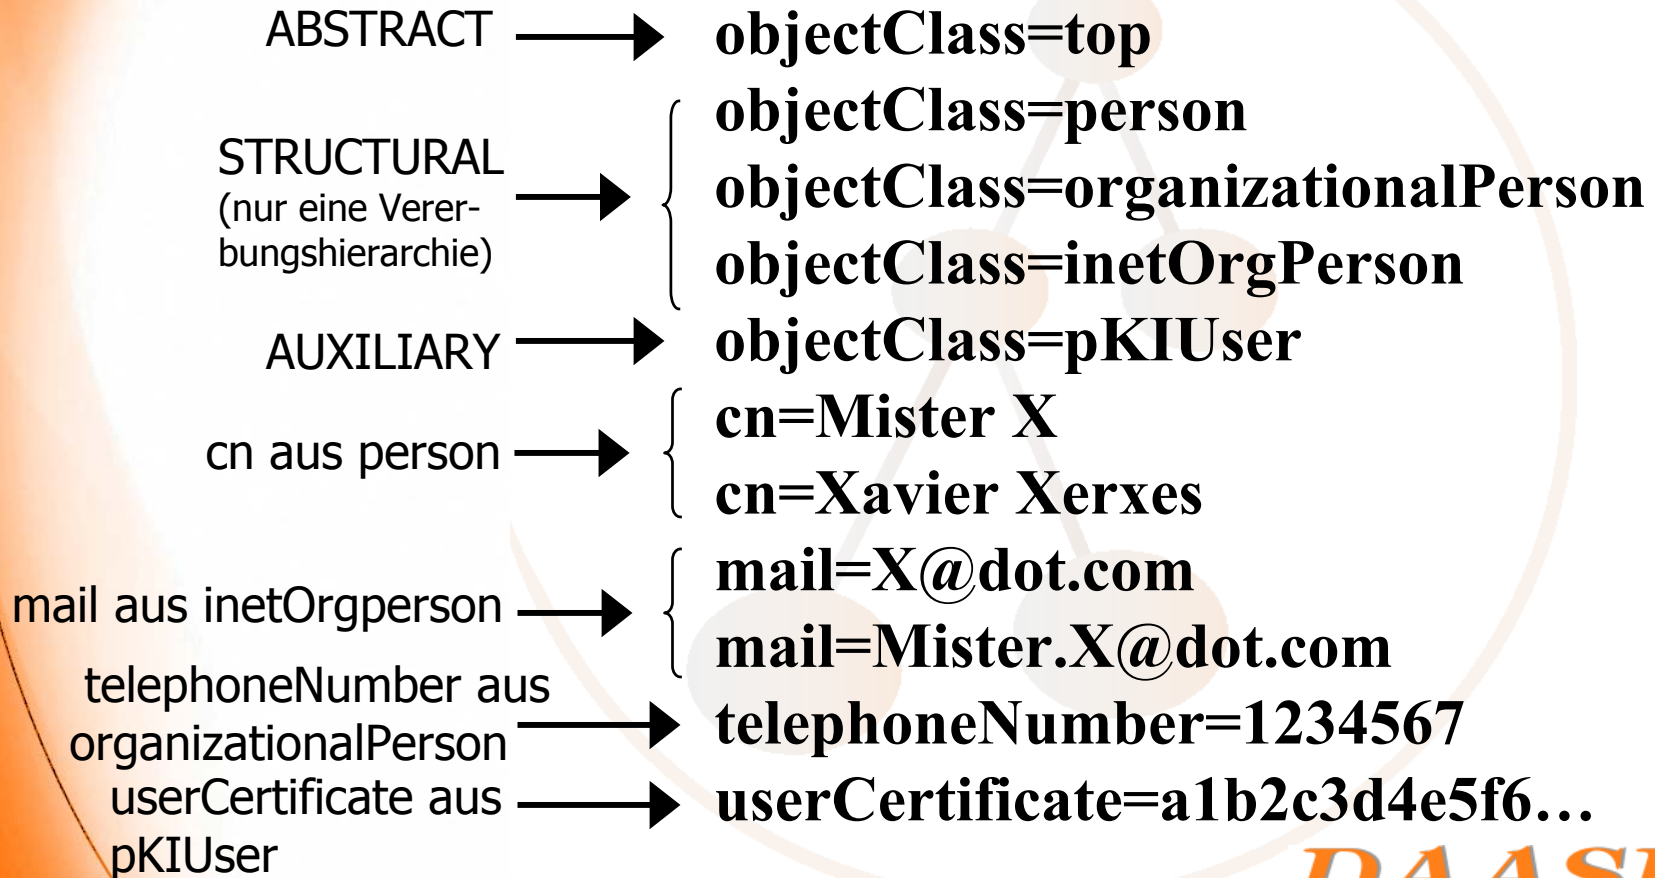 ABSTRACT
objectClass=top
STRUCTURAL
(nur eine Verer-
bungshierarchie)
objectClass=person
objectClass=organizationalPerson
objectClass=inetOrgPerson
AUXILIARY
objectClass=pKIUser
cn aus person
cn=Mister X
cn=Xavier Xerxes
mail aus inetOrgperson
mail=X@dot.com
mail=Mister.X@dot.com
telephoneNumber aus
organizationalPerson
telephoneNumber=1234567
userCertificate aus
pKIUser
userCertificate=a1b2c3d4e5f6…